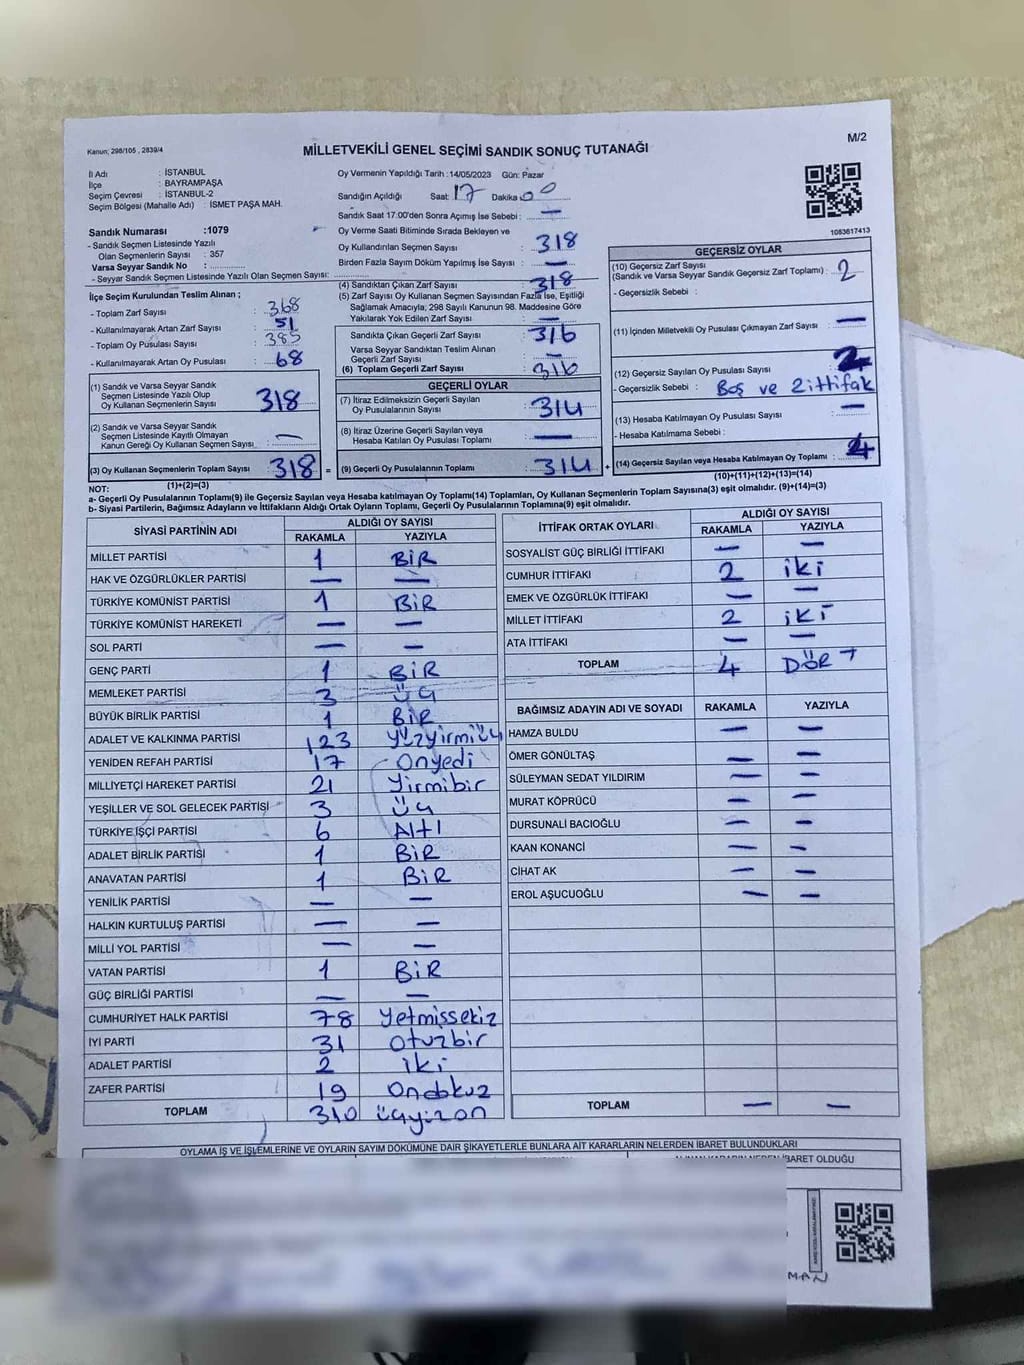 Kanun; 298/105 , 2839/4
M/2
MİLLETVEKİLİ GENEL SEÇİMİ SANDIK SONUÇ TUTANAĞI
İl Adı : İSTANBUL
İlçe : BAYRAMPAŞA
Seçim Çevresi : İSTANBUL-2
Seçim Bölgesi (Mahalle Adı) : İSMET PAŞA MAH.
Sandık Numarası :1079
- Sandık Seçmen Listesinde Yazılı
Olan Seçmenlerin Sayısı : 357
Varsa Seyyar Sandık No :
- Seyyar Sandık Seçmen Listesinde Yazılı Olan Seçmen Sayısı:
İlçe Seçim Kurulundan Teslim Alınan ;
- Toplam Zarf Sayısı : 368
- Kullanılmayarak Artan Zarf Sayısı : 51
- Toplam Oy Pusulası Sayısı : 385
- Kullanılmayarak Artan Oy Pusulası : 68
(1) Sandık ve Varsa Seyyar Sandık
Seçmen Listesinde Yazılı Olup
Oy Kullanan Seçmenlerin Sayısı 318
(2) Sandık ve Varsa Seyyar Sandık
Seçmen Listesinde Kayıtlı Olmayan
Kanun Gereği Oy Kullanan Seçmen Sayısı —
(3) Oy Kullanan Seçmenlerin Toplam Sayısı 318 =
(1)+(2)=(3)
Oy Vermenin Yapıldığı Tarih : 14/05/2023 Gün: Pazar
Sandığın Açıldığı Saat: 17 Dakika: 00
Sandık Saat 17:00'den Sonra Açımış İse Sebebi : —
Oy Verme Saati Bitiminde Sırada Bekleyen ve
Oy Kullandırılan Seçmen Sayısı : 318
Birden Fazla Sayım Döküm Yapılmış İse Sayısı : —
(4) Sandıktan Çıkan Zarf Sayısı : 318
(5) Zarf Sayısı Oy Kullanan Seçmen Sayısından Fazla İse, Eşitliği
Sağlamak Amacıyla, 298 Sayılı Kanunun 98. Maddesine Göre
Yakılarak Yok Edilen Zarf Sayısı : —
Sandıkta Çıkan Geçerli Zarf Sayısı : 316
Varsa Seyyar Sandıktan Teslim Alınan
Geçerli Zarf Sayısı : —
(6) Toplam Geçerli Zarf Sayısı : 316
GEÇERLİ OYLAR
(7) İtiraz Edilmeksizin Geçerli Sayılan
Oy Pusulalarının Sayısı : 314
(8) İtiraz Üzerine Geçerli Sayılan veya
Hesaba Katılan Oy Pusulası Toplamı : —
(9) Geçerli Oy Pusulalarının Toplamı : 314 +
1083617413
GEÇERSİZ OYLAR
(10) Geçersiz Zarf Sayısı
(Sandık ve Varsa Seyyar Sandık Geçersiz Zarf Toplamı) : 2
- Geçersizlik Sebebi :
(11) İçinden Milletvekili Oy Pusulası Çıkmayan Zarf Sayısı : —
(12) Geçersiz Sayılan Oy Pusulası Sayısı : 2
- Geçersizlik Sebebi : Boş ve 2 ittifak
(13) Hesaba Katılmayan Oy Pusulası Sayısı : —
- Hesaba Katılmama Sebebi :
(14) Geçersiz Sayılan veya Hesaba Katılmayan Oy Toplamı : 4
(10)+(11)+(12)+(13)=(14)
NOT:
a- Geçerli Oy Pusulalarının Toplamı(9) ile Geçersiz Sayılan veya Hesaba katılmayan Oy Toplamı(14) Toplamları, Oy Kullanan Seçmenlerin Toplam Sayısına(3) eşit olmalıdır. (9)+(14)=(3)
b- Siyasi Partilerin, Bağımsız Adayların ve İttifakların Aldığı Ortak Oyların Toplamı, Geçerli Oy Pusulalarının Toplamına(9) eşit olmalıdır.
SİYASİ PARTİNİN ADI ALDIĞI OY SAYISI
RAKAMLA YAZIYLA
MİLLET PARTİSİ 1 BİR
HAK VE ÖZGÜRLÜKLER PARTİSİ — —
TÜRKİYE KOMÜNİST PARTİSİ 1 BİR
TÜRKİYE KOMÜNİST HAREKETİ — —
SOL PARTİ — —
GENÇ PARTİ 1 BİR
MEMLEKET PARTİSİ 3 ÜÇ
BÜYÜK BİRLİK PARTİSİ 1 BİR
ADALET VE KALKINMA PARTİSİ 123 Yüzyirmiüç
YENİDEN REFAH PARTİSİ 17 Onyedi
MİLLİYETÇİ HAREKET PARTİSİ 21 Yirmibir
YEŞİLLER VE SOL GELECEK PARTİSİ 3 Üç
TÜRKİYE İŞÇİ PARTİSİ 6 Altı
ADALET BİRLİK PARTİSİ 1 BİR
ANAVATAN PARTİSİ 1 BİR
YENİLİK PARTİSİ — —
HALKIN KURTULUŞ PARTİSİ — —
MİLLİ YOL PARTİSİ — —
VATAN PARTİSİ 1 BİR
GÜÇ BİRLİĞİ PARTİSİ — —
CUMHURİYET HALK PARTİSİ 78 Yetmissekiz
İYİ PARTİ 31 Otuzbir
ADALET PARTİSİ 2 iki
ZAFER PARTİSİ 19 Ondokuz
TOPLAM 310 üçyüzon
İTTİFAK ORTAK OYLARI ALDIĞI OY SAYISI
RAKAMLA YAZIYLA
SOSYALİST GÜÇ BİRLİĞİ İTTİFAKI — —
CUMHUR İTTİFAKI 2 iki
EMEK VE ÖZGÜRLÜK İTTİFAKI — —
MİLLET İTTİFAKI 2 iki
ATA İTTİFAKI — —
TOPLAM 4 DÖRT
BAĞIMSIZ ADAYIN ADI VE SOYADI RAKAMLA YAZIYLA
HAMZA BULDU — —
ÖMER GÖNÜLTAŞ — —
SÜLEYMAN SEDAT YILDIRIM — —
MURAT KÖPRÜCÜ — —
DURSUNALİ BACIOĞLU — —
KAAN KONANCİ — —
CİHAT AK — —
EROL AŞUCUOĞLU — —
TOPLAM — —
OYLAMA İŞ VE İŞLEMLERİNE VE OYLARIN SAYIM DÖKÜMÜNE DAİR ŞİKAYETLERLE BUNLARA AİT KARARLARIN NELERDEN İBARET BULUNDUKLARI
İBARET OLDUĞU
MAN